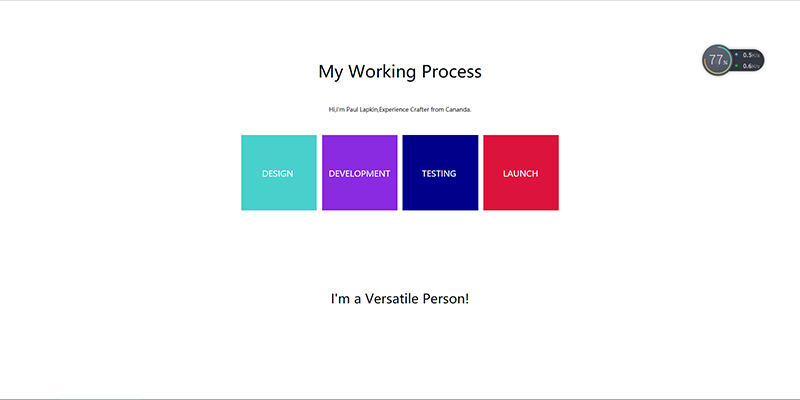 My Working Process
77%
0.5K/s
0.6K/s
Hi,I'm Paul Lapkin,Experience Crafter from Cananda.
DESIGN
DEVELOPMENT
TESTING
LAUNCH
I'm a Versatile Person!